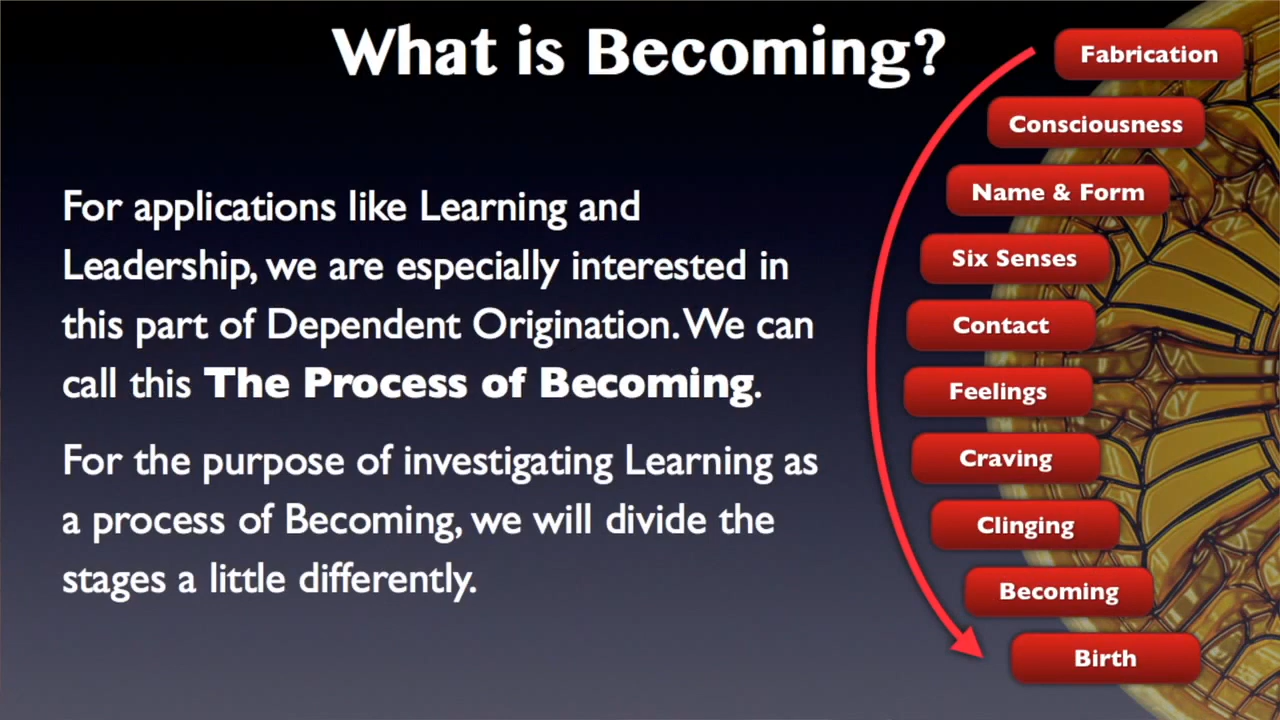 What is Becoming?
For applications like Learning and
Leadership, we are especially interested in
this part of Dependent Origination. We can
call this The Process of Becoming.
For the purpose of investigating Learning as
a process of Becoming, we will divide the
stages a little differently.
Fabrication
Consciousness
Name & Form
Six Senses
Contact
Feelings
Craving
Clinging
Becoming
Birth